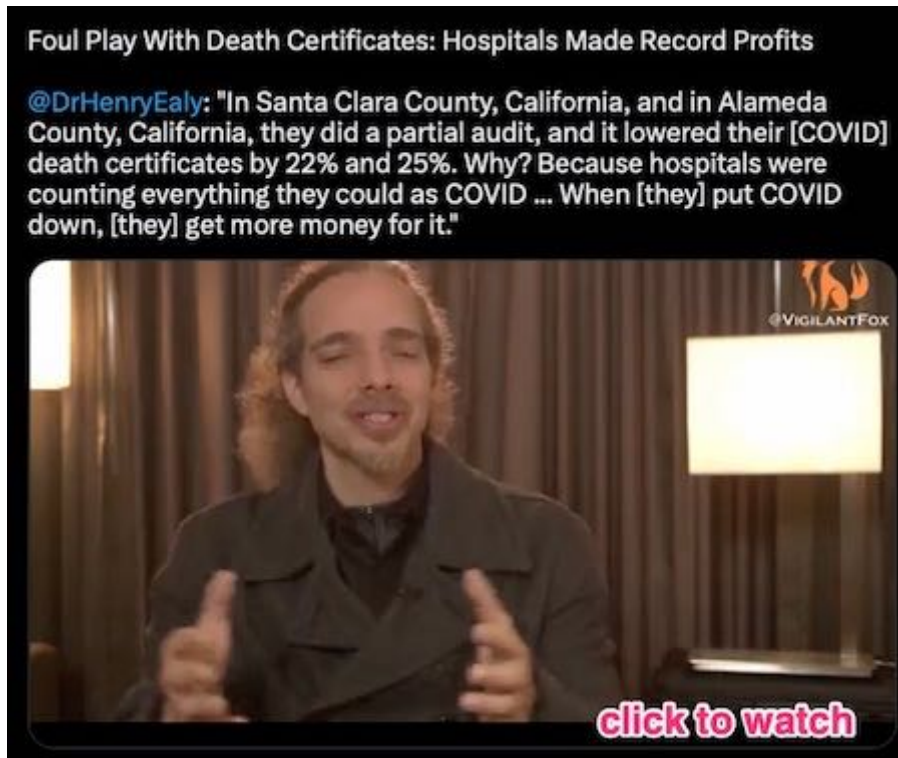 Foul Play With Death Certificates: Hospitals Made Record Profits
@DrHenryEaly: "In Santa Clara County, California, and in Alameda
County, California, they did a partial audit, and it lowered their [COVID]
death certificates by 22% and 25%. Why? Because hospitals were
counting everything they could as COVID ... When [they] put COVID
down, [they] get more money for it."
@VIGILANTFOX
click to watch